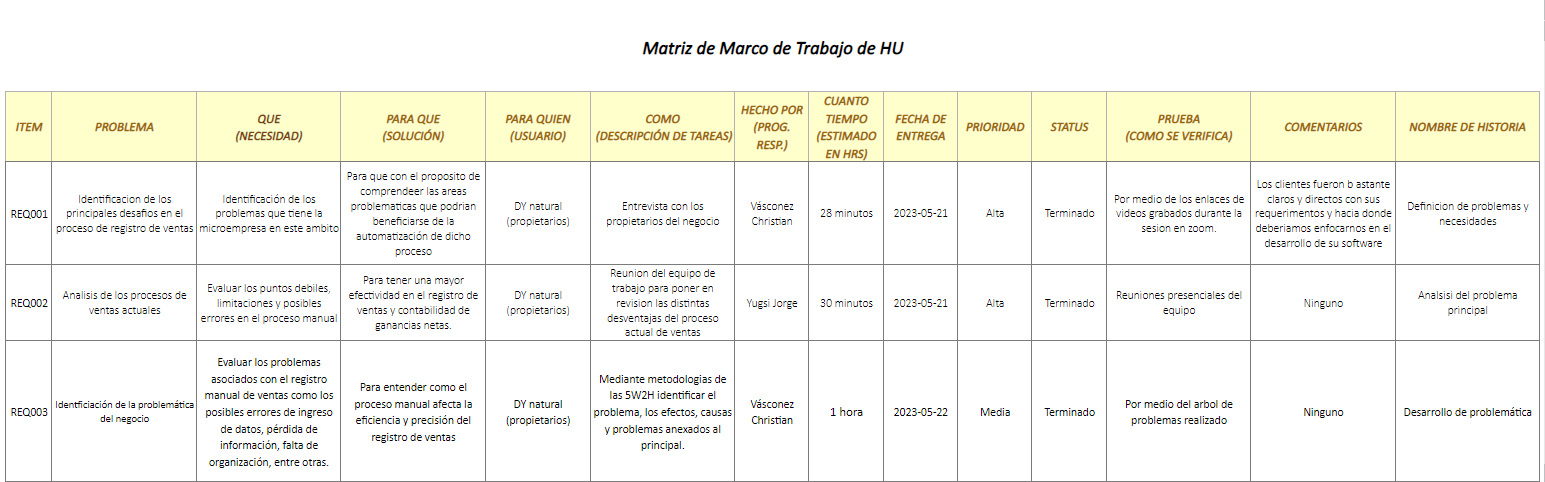 Matriz de Marco de Trabajo de HU
ITEM
PROBLEMA
QUE
(NECESIDAD)
PARA QUE
(SOLUCIÓN)
PARA QUIEN
(USUARIO)
COMO
(DESCRIPCIÓN DE TAREAS)
HECHO POR
(PROG.
RESP.)
CUANTO
TIEMPO
(ESTIMADO
EN HRS)
FECHA DE
ENTREGA
PRIORIDAD
STATUS
PRUEBA
(COMO SE VERIFICA)
COMENTARIOS
NOMBRE DE HISTORIA
REQ001
Identificacion de los
principales desafios en el
proceso de registro de ventas
Identificación de los
problemas que tiene la
microempresa en este ambito
Para que con el proposito de
comprendeer las areas
problematicas que podrian
beneficiarse de la
automatización de dicho
proceso
DY natural
(propietarios)
Entrevista con los
propietarios del negocio
Vásconez
Christian
28 minutos
2023-05-21
Alta
Terminado
Por medio de los enlaces de
videos grabados durante la
sesion en zoom.
Los clientes fueron b astante
claros y directos con sus
requerimentos y hacia donde
deberiamos enfocarnos en el
desarrollo de su software
Definicion de problemas y
necesidades
REQ002
Analisis de los procesos de
ventas actuales
Evaluar los puntos debiles,
limitaciones y posibles
errores en el proceso manual
Para tener una mayor
efectividad en el registro de
ventas y contabilidad de
ganancias netas.
DY natural
(propietarios)
Reunion del equipo de
trabajo para poner en
revision las distintas
desventajas del proceso
actual de ventas
Yugsi Jorge
30 minutos
2023-05-21
Alta
Terminado
Reuniones presenciales del
equipo
Ninguno
Analsisi del problema
principal
REQ003
Identificiación de la problemática
del negocio
Evaluar los problemas
asociados con el registro
manual de ventas como los
posibles errores de ingreso
de datos, pérdida de
información, falta de
organización, entre otras.
Para entender como el
proceso manual afecta la
eficiencia y precisión del
registro de ventas
DY natural
(propietarios)
Mediante metodologias de
las 5W2H identificar el
problema, los efectos, causas
y problemas anexados al
principal.
Vásconez
Christian
1 hora
2023-05-22
Media
Terminado
Por medio del arbol de
problemas realizado
Ninguno
Desarrollo de problemática